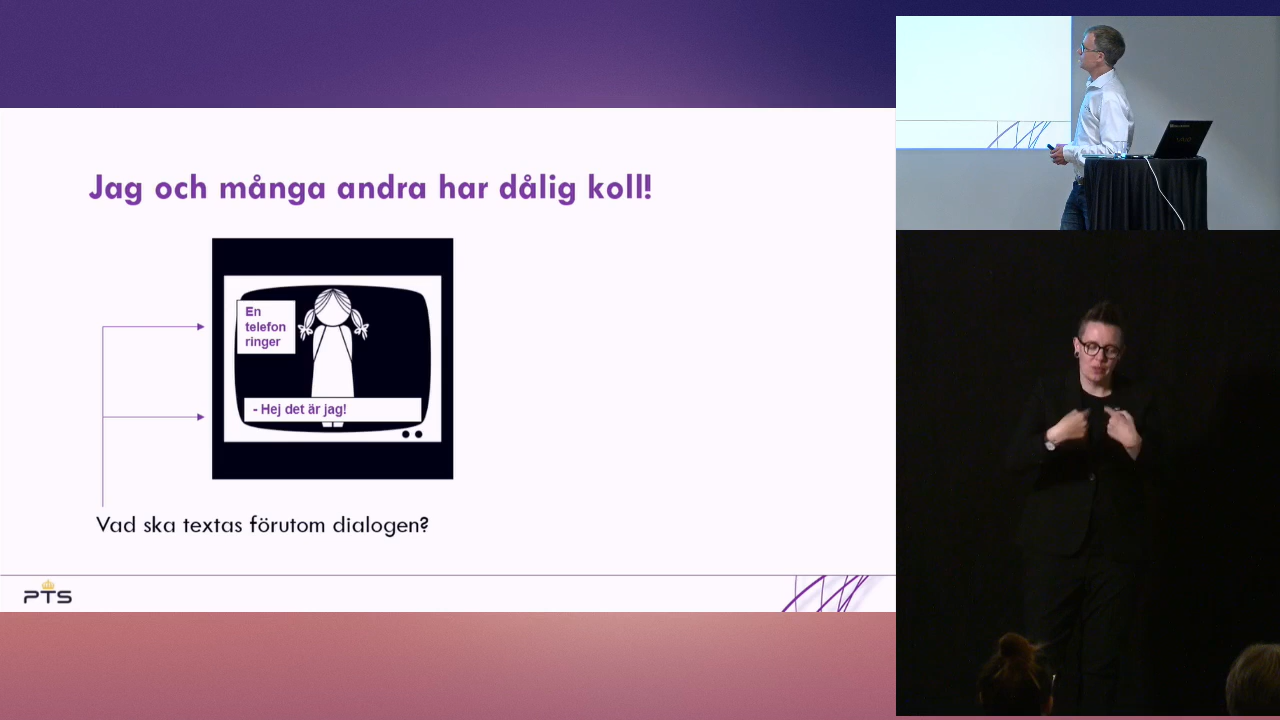 Jag och många andra har dålig koll!
En
telefon
ringer
- Hej det är jag!
Vad ska textas förutom dialogen?
PTS